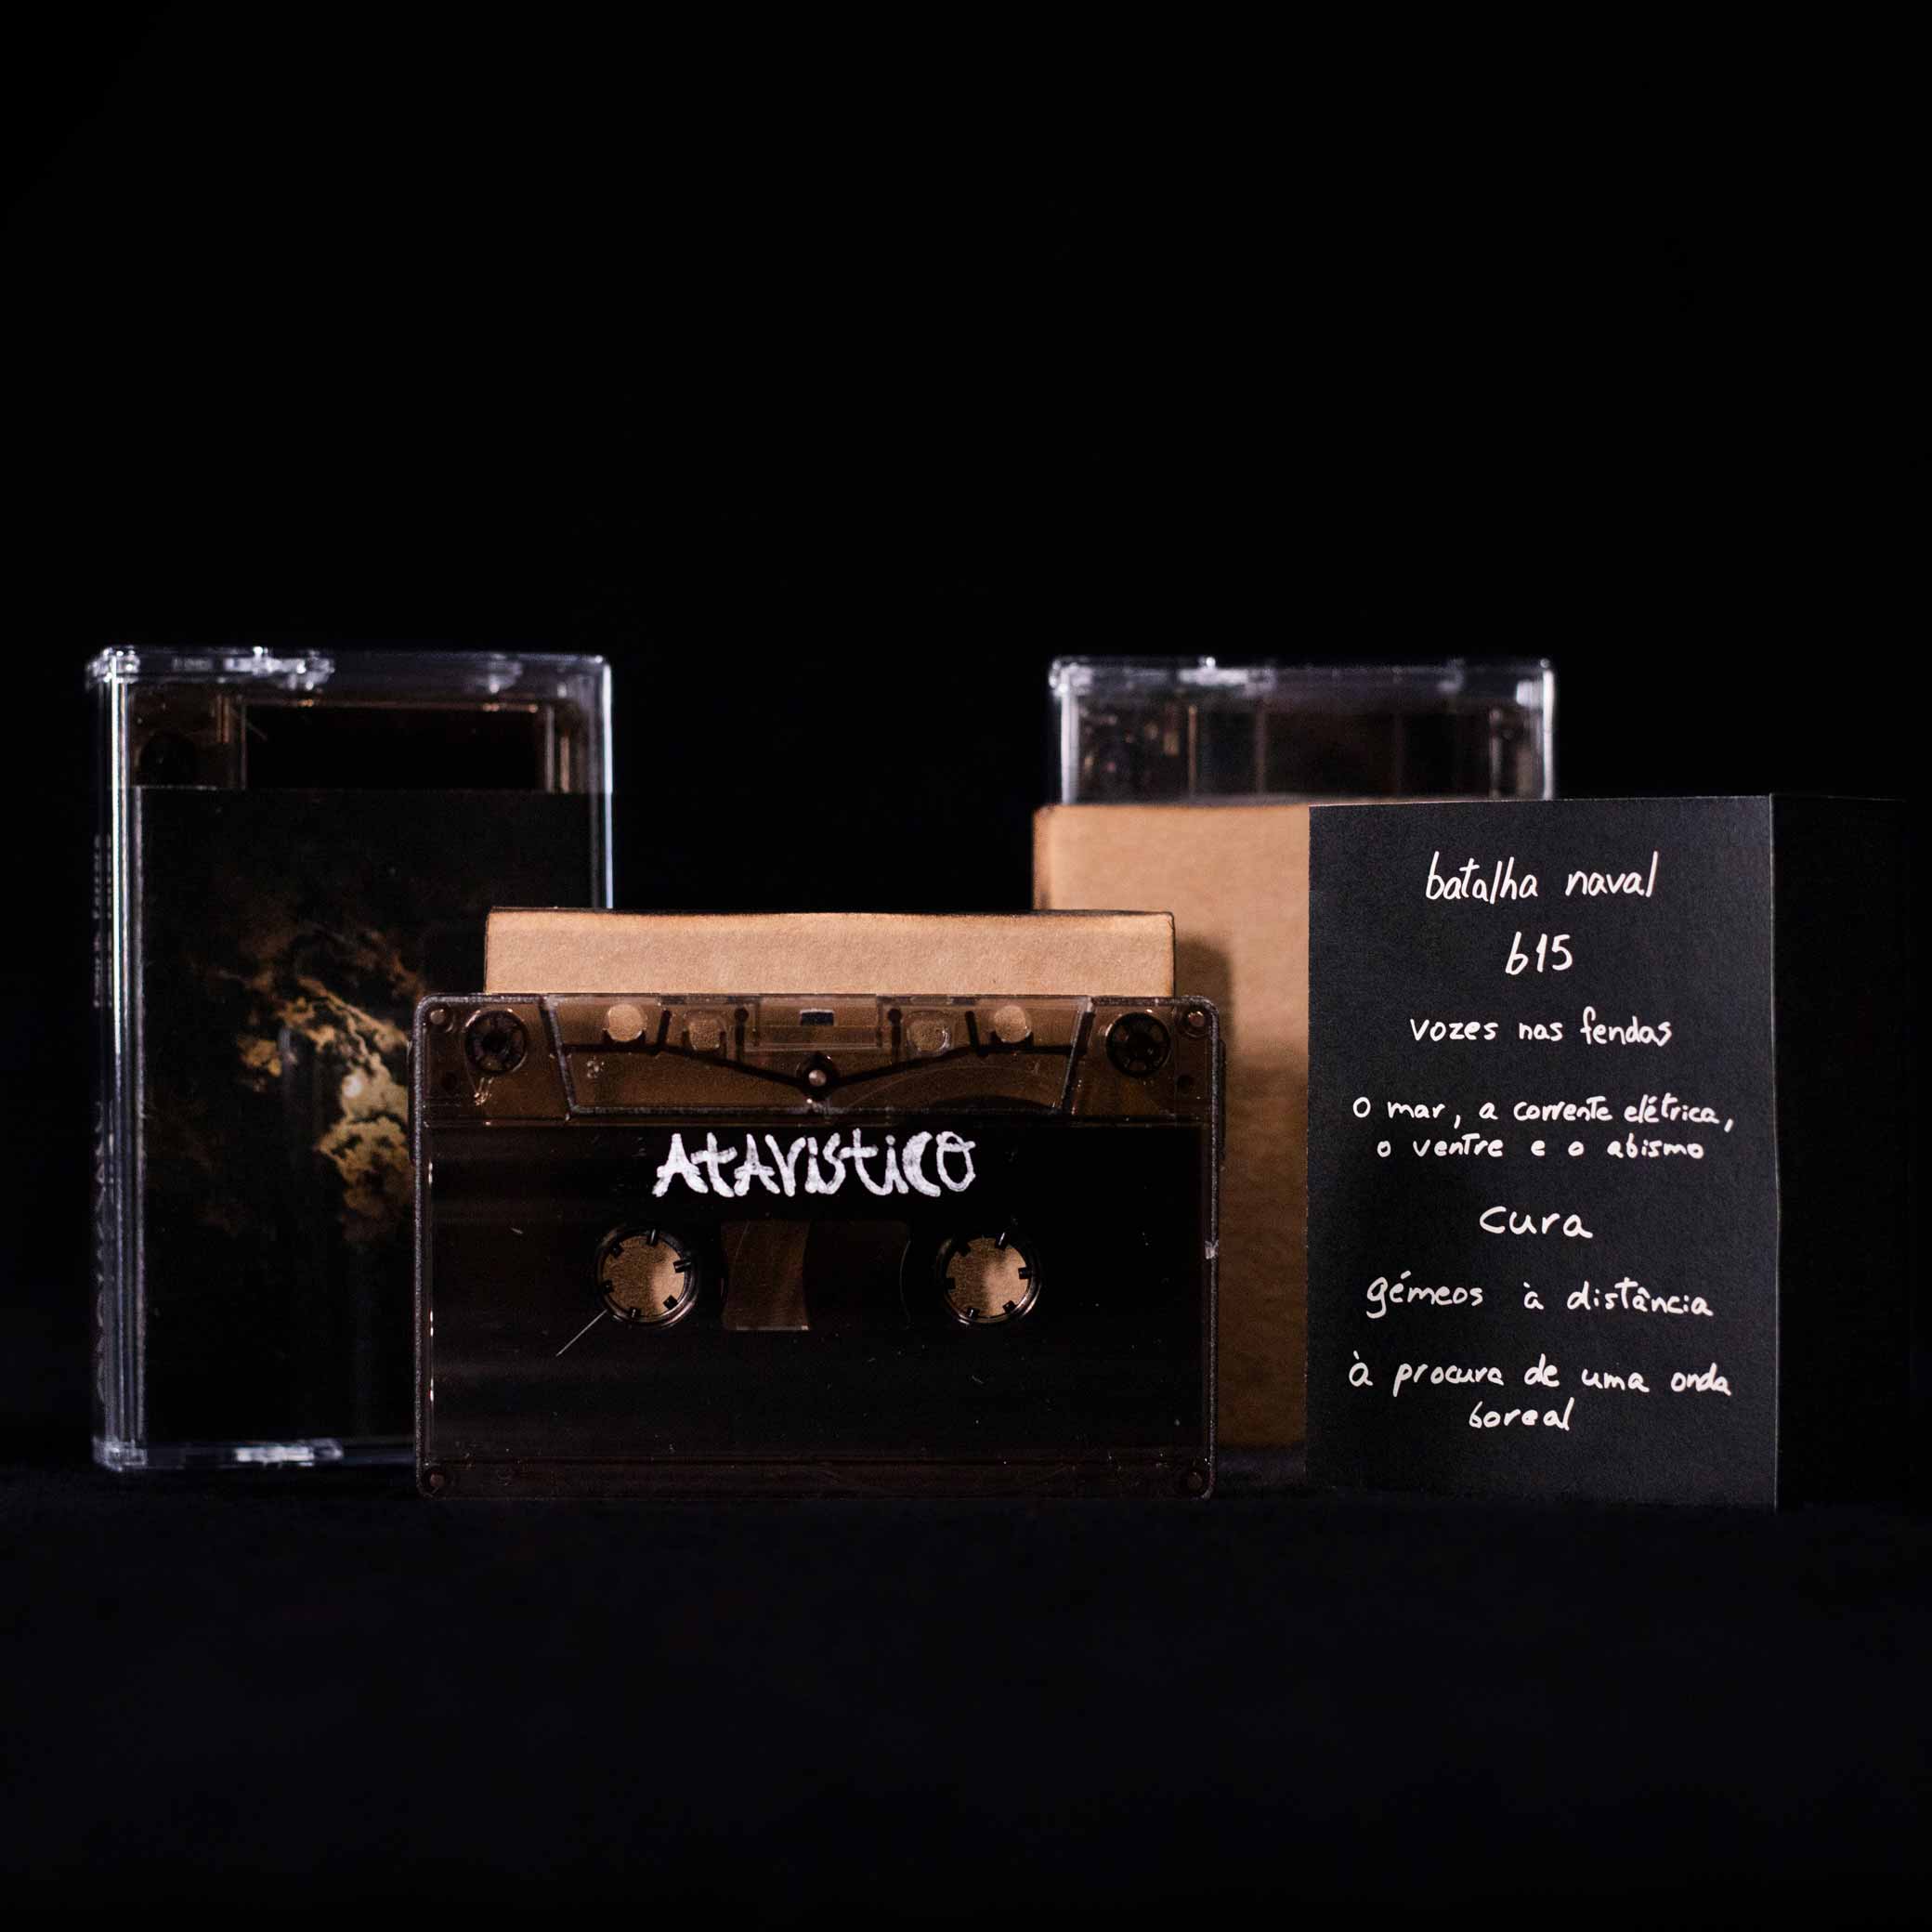 AtAViStiCO
batalha naval
615
vozes nas fendas
o mar, a corrente elétrica,
o ventre e o abismo
cura
gémeos à distância
à procura de uma onda
boreal